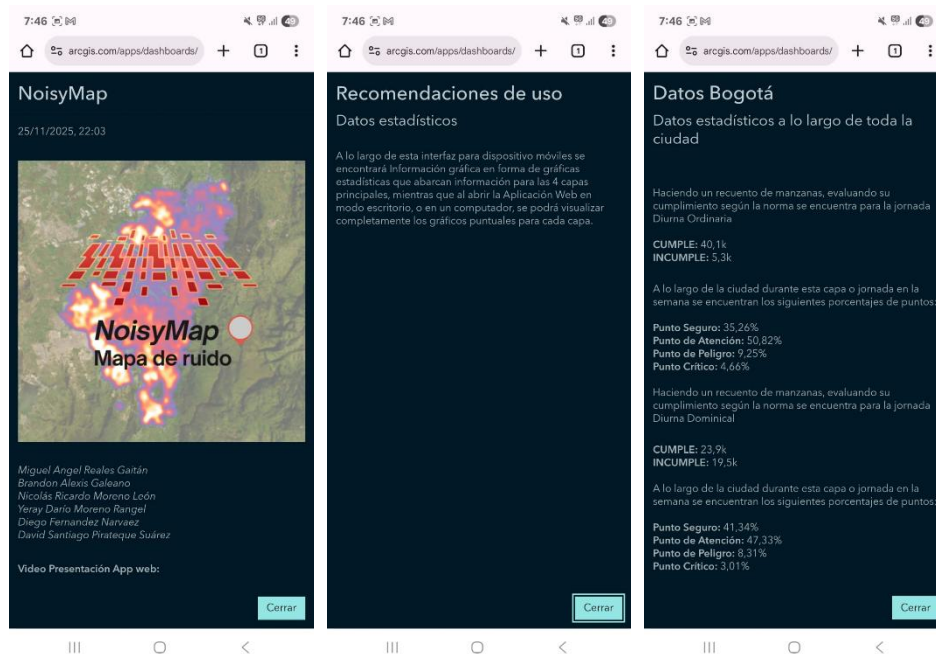 7:46
49
arcgis.com/apps/dashboards/
1
NoisyMap
25/11/2025, 22:03
NoisyMap
Mapa de ruido
Miguel Angel Reales Gaitán
Brandon Alexis Galeano
Nicolás Ricardo Moreno León
Yeray Darío Moreno Rangel
Diego Fernandez Narvaez
David Santiago Pirateque Suárez
Video Presentación App web:
Cerrar
7:46
49
arcgis.com/apps/dashboards/
1
Recomendaciones de uso
Datos estadísticos
A lo largo de esta interfaz para dispositivo móviles se
encontrará Información gráfica en forma de gráficas
estadísticas que abarcan información para las 4 capas
principales, mientras que al abrir la Aplicación Web en
modo escritorio, o en un computador, se podrá visualizar
completamente los gráficos puntuales para cada capa.
Cerrar
7:46
49
arcgis.com/apps/dashboards/
1
Datos Bogotá
Datos estadísticos a lo largo de toda la
ciudad
Haciendo un recuento de manzanas, evaluando su
cumplimiento según la norma se encuentra para la jornada
Diurna Ordinaria
CUMPLE: 40,1k
INCUMPLE: 5,3k
A lo largo de la ciudad durante esta capa o jornada en la
semana se encuentran los siguientes porcentajes de puntos:
Punto Seguro: 35,26%
Punto de Atención: 50,82%
Punto de Peligro: 9,25%
Punto Crítico: 4,66%
Haciendo un recuento de manzanas, evaluando su
cumplimiento según la norma se encuentra para la jornada
Diurna Dominical
CUMPLE: 23,9k
INCUMPLE: 19,5k
A lo largo de la ciudad durante esta capa o jornada en la
semana se encuentran los siguientes porcentajes de puntos:
Punto Seguro: 41,34%
Punto de Atención: 47,33%
Punto de Peligro: 8,31%
Punto Crítico: 3,01%
Cerrar